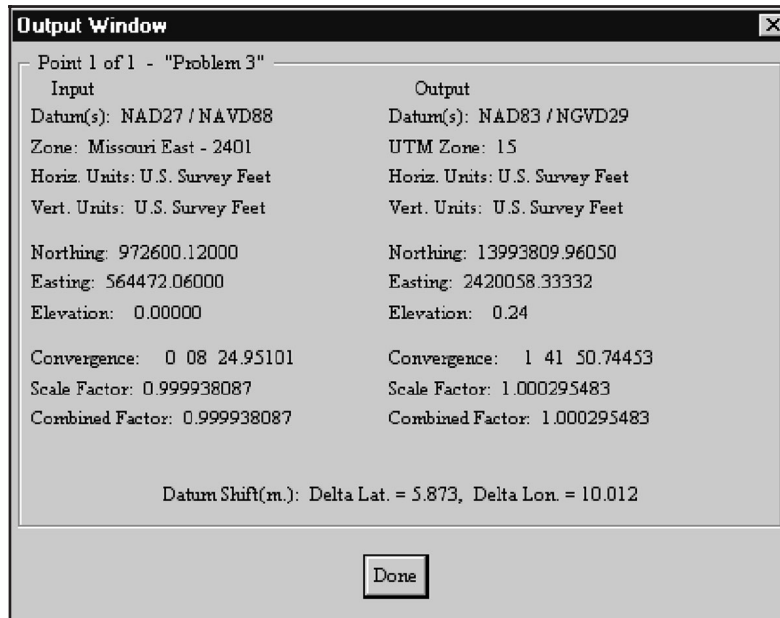 Output Window
Point 1 of 1 - "Problem 3"
Input
Output
Datum(s): NAD27 / NAVD88
Datum(s): NAD83 / NGVD29
Zone: Missouri East - 2401
UTM Zone: 15
Horiz. Units: U.S. Survey Feet
Horiz. Units: U.S. Survey Feet
Vert. Units: U.S. Survey Feet
Vert. Units: U.S. Survey Feet
Northing: 972600.12000
Northing: 13993809.96050
Easting: 564472.06000
Easting: 2420058.33332
Elevation: 0.00000
Elevation: 0.24
Convergence: 0 08 24.95101
Convergence: 1 41 50.74453
Scale Factor: 0.999938087
Scale Factor: 1.000295483
Combined Factor: 0.999938087
Combined Factor: 1.000295483
Datum Shift(m.): Delta Lat. = 5.873, Delta Lon. = 10.012
Done